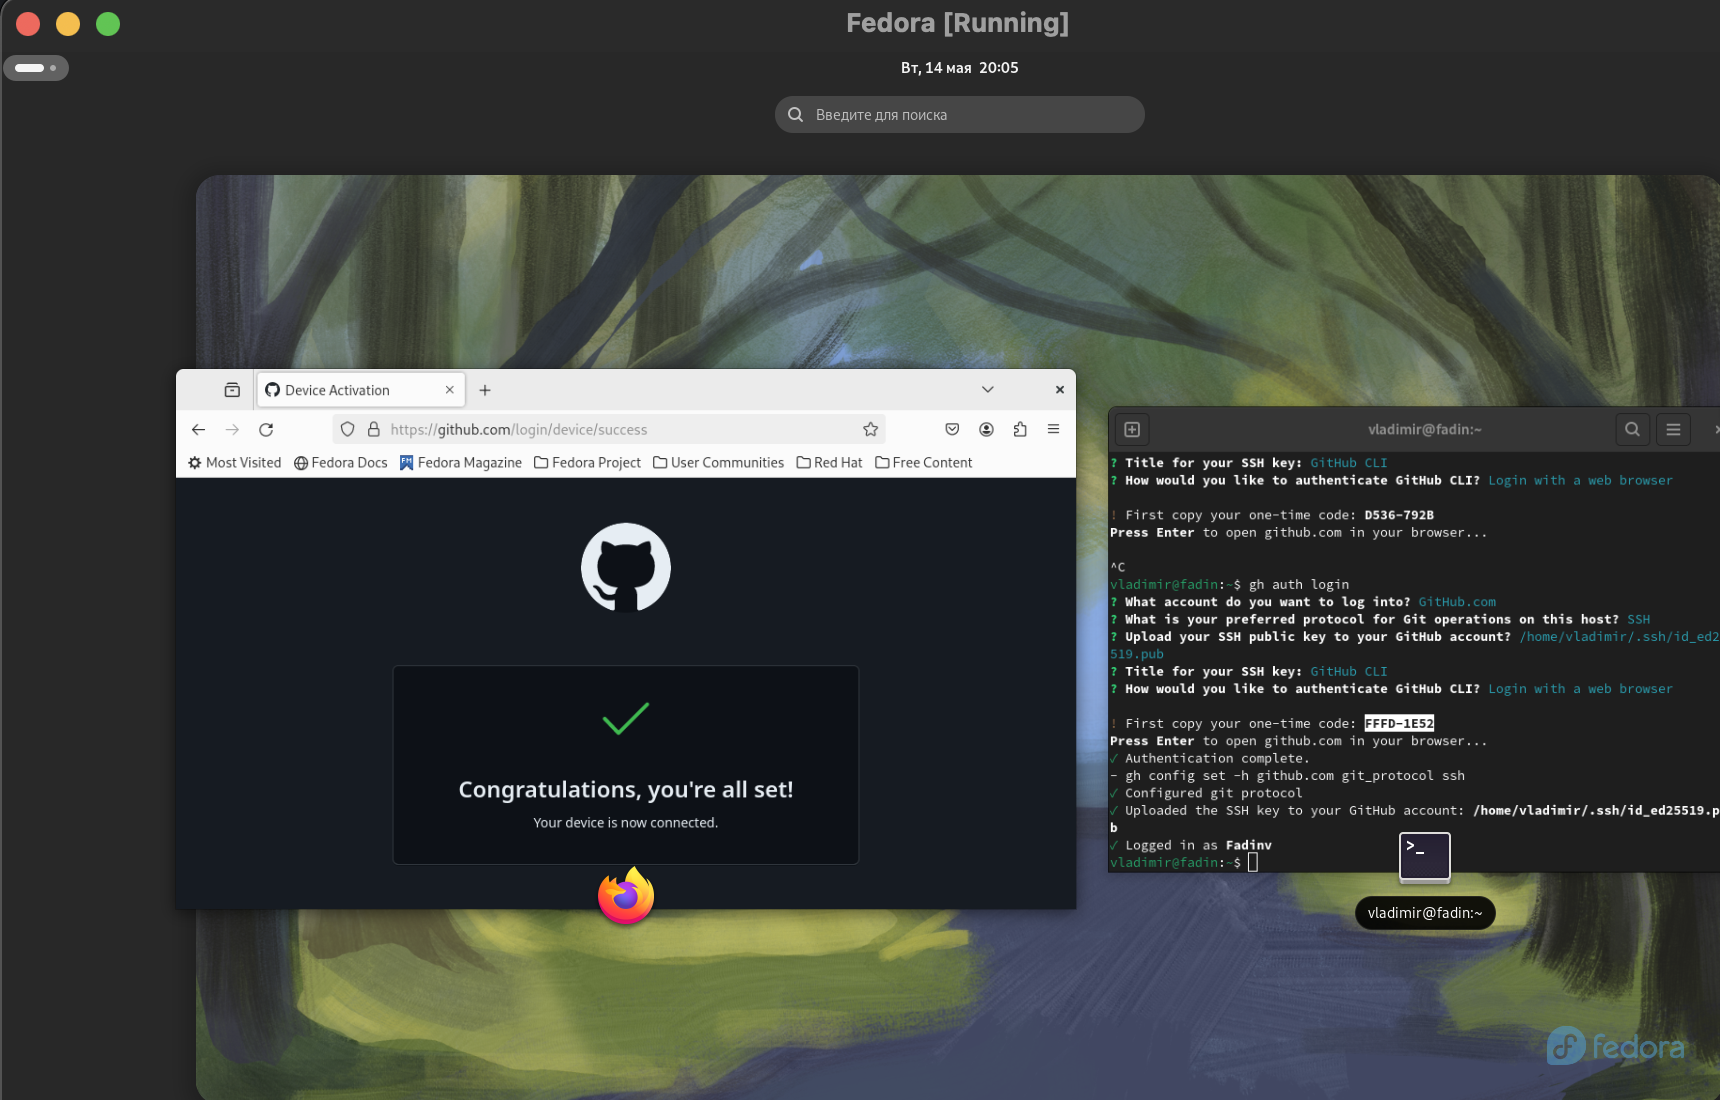 Fedora [Running]
Вт, 14 мая 20:05
Введите для поиска
Device Activation
https://github.com/login/device/success
Most Visited Fedora Docs Fedora Magazine Fedora Project User Communities Red Hat Free Content
Congratulations, you're all set!
Your device is now connected.
vladimir@fadin:~
? Title for your SSH key: GitHub CLI
? How would you like to authenticate GitHub CLI? Login with a web browser
! First copy your one-time code: D536-792B
Press Enter to open github.com in your browser...
^C
vladimir@fadin:~$ gh auth login
? What account do you want to log into? GitHub.com
? What is your preferred protocol for Git operations on this host? SSH
? Upload your SSH public key to your GitHub account? /home/vladimir/.ssh/id_ed2
519.pub
? Title for your SSH key: GitHub CLI
? How would you like to authenticate GitHub CLI? Login with a web browser
! First copy your one-time code: FFFD-1E52
Press Enter to open github.com in your browser...
✓ Authentication complete.
- gh config set -h github.com git_protocol ssh
✓ Configured git protocol
✓ Uploaded the SSH key to your GitHub account: /home/vladimir/.ssh/id_ed25519.p
b
✓ Logged in as Fadinv
vladimir@fadin:~$
>_
vladimir@fadin:~
fedora